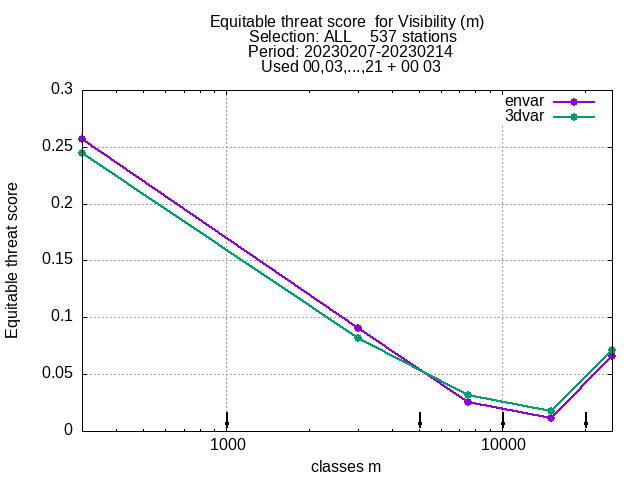 Equitable threat score  for Visibility (m)
Selection: ALL    537 stations
Period: 20230207-20230214
Used 00,03,...,21 + 00 03
envar
3dvar
Equitable threat score
0.3
0.25
0.2
0.15
0.1
0.05
0
1000
10000
classes m